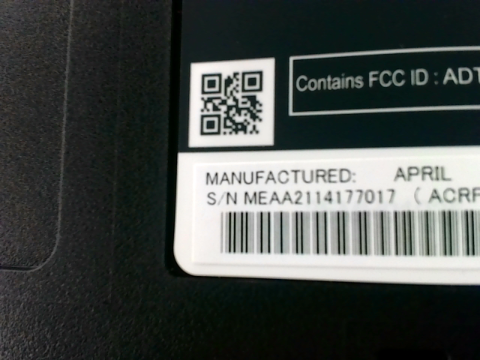 Contains FCC ID : ADT
MANUFACTURED: APRIL
S/N MEAA2114177017 ( ACRF